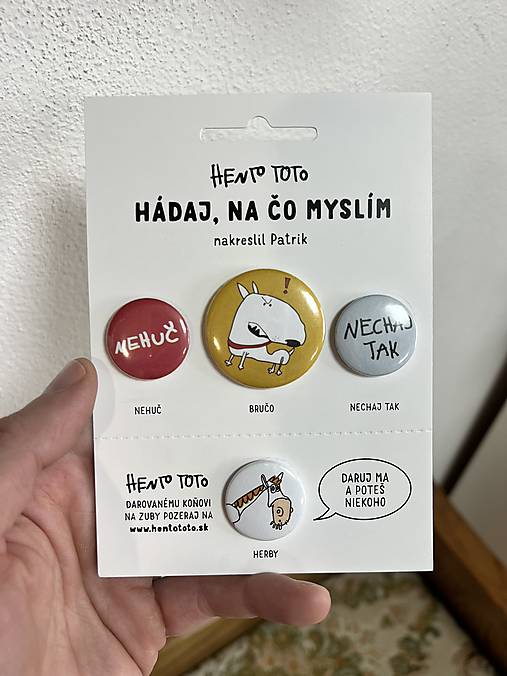 HENTO TOTO
HÁDAJ, NA ČO MYSLÍM
nakreslil Patrik
!
NEHUČ!
NECHAJ
TAK
NEHUČ
BRUČO
NECHAJ TAK
HENTO TOTO
DAROVANÉMU KOŇOVI
NA ZUBY POZERAJ NA
www.hentototo.sk
DARUJ MA
A POTEŠ
NIEKOHO
HERBY